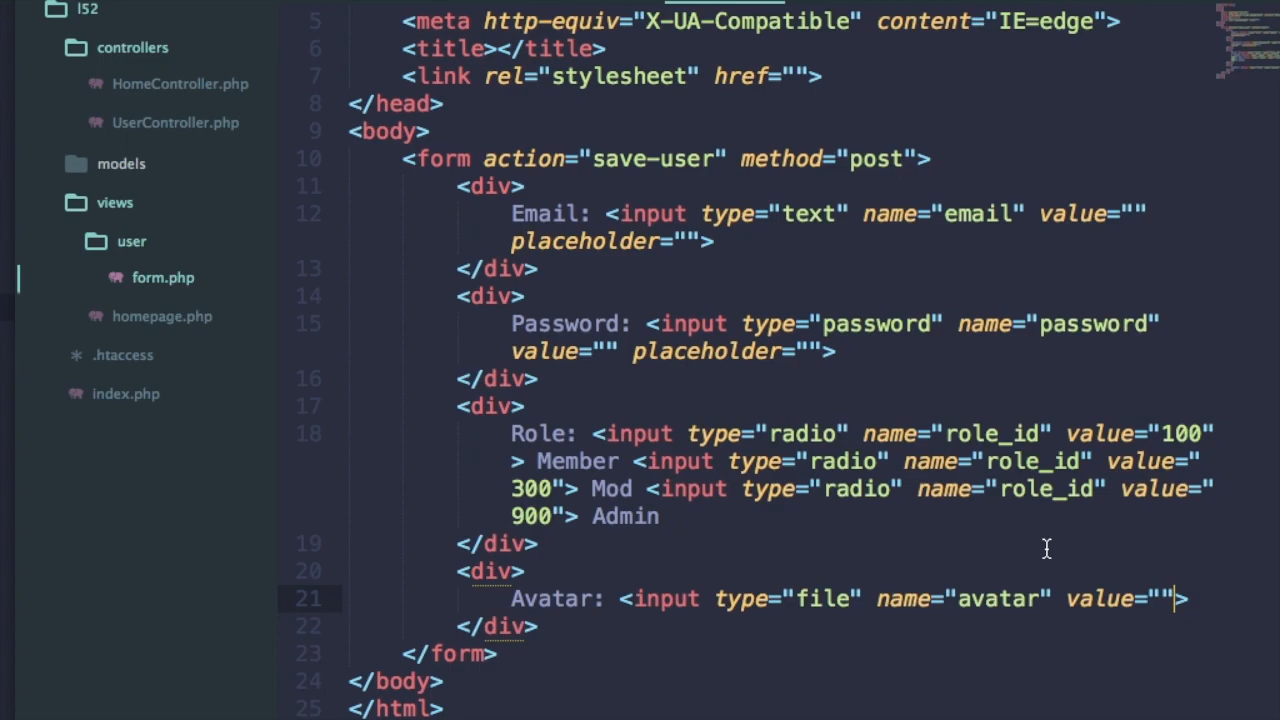 l52
controllers
HomeController.php
UserController.php
models
views
user
form.php
homepage.php
.htaccess
index.php
5 <meta http-equiv="X-UA-Compatible" content="IE=edge">
6 <title></title>
7 <link rel="stylesheet" href="">
8 </head>
9 <body>
10 <form action="save-user" method="post">
11 <div>
12 Email: <input type="text" name="email" value=""
placeholder="">
13 </div>
14 <div>
15 Password: <input type="password" name="password"
value="" placeholder="">
16 </div>
17 <div>
18 Role: <input type="radio" name="role_id" value="100"
> Member <input type="radio" name="role_id" value="
300"> Mod <input type="radio" name="role_id" value="
900"> Admin
19 </div>
20 <div>
21 Avatar: <input type="file" name="avatar" value="">
22 </div>
23 </form>
24 </body>
25 </html>